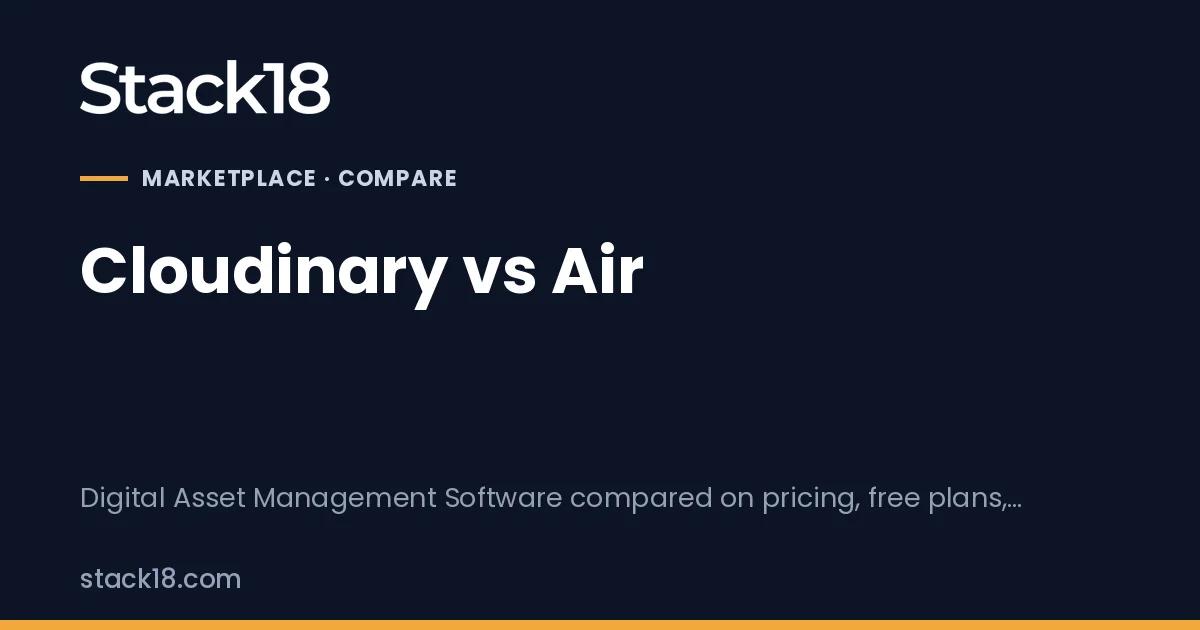 Stack18
MARKETPLACE · COMPARE
Cloudinary vs Air
Digital Asset Management Software compared on pricing, free plans,...
stack18.com